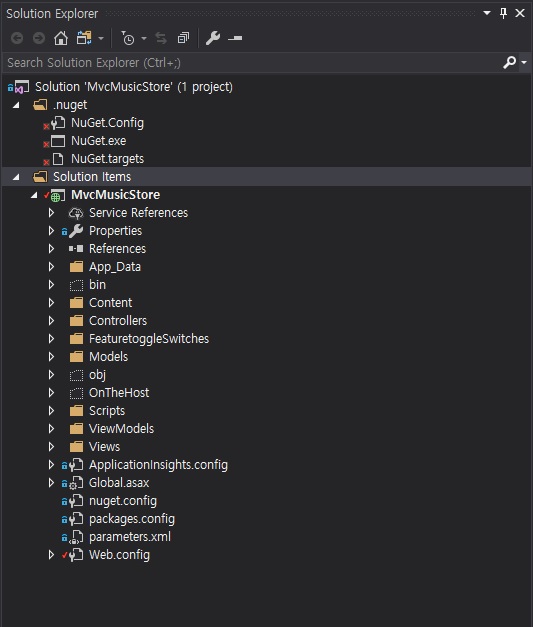 Solution Explorer
Search Solution Explorer (Ctrl+;)
Solution 'MvcMusicStore' (1 project)
.nuget
NuGet.Config
NuGet.exe
NuGet.targets
Solution Items
MvcMusicStore
Service References
Properties
References
App_Data
bin
Content
Controllers
FeaturetoggleSwitches
Models
obj
OnTheHost
Scripts
ViewModels
Views
ApplicationInsights.config
Global.asax
nuget.config
packages.config
parameters.xml
Web.config